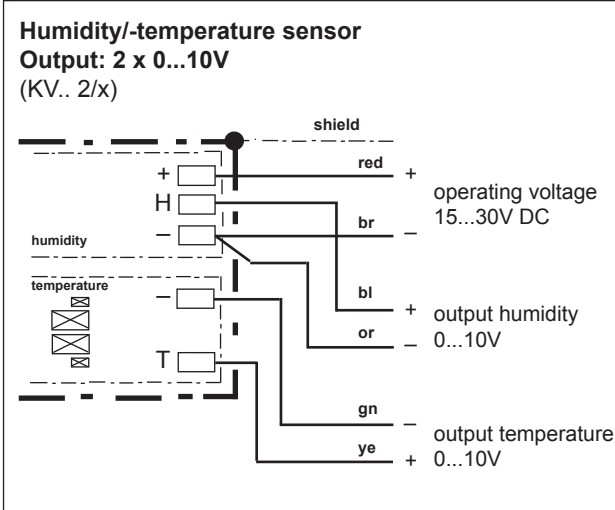 Humidity/-temperature sensor
Output: 2 x 0...10V
(KV.. 2/x)
shield
+ red +
operating voltage
H
15...30V DC
– br –
humidity
temperature
– bl +
output humidity
or –
0...10V
T
gn –
output temperature
ye +
0...10V